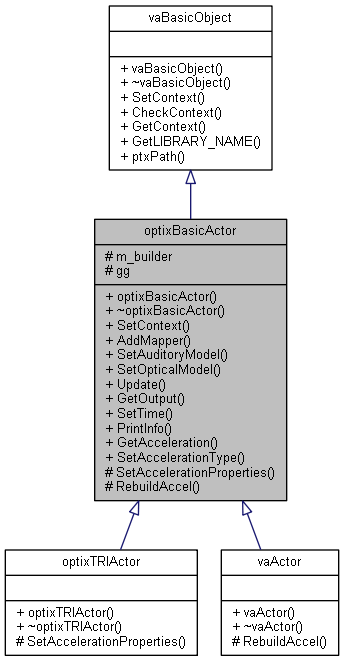 vaBasicObject
+ vaBasicObject()
+ ~vaBasicObject()
+ SetContext()
+ CheckContext()
+ GetContext()
+ GetLIBRARY_NAME()
+ ptxPath()
optixBasicActor
# m_builder
# gg
+ optixBasicActor()
+ ~optixBasicActor()
+ SetContext()
+ AddMapper()
+ SetAuditoryModel()
+ SetOpticalModel()
+ Update()
+ GetOutput()
+ SetTime()
+ PrintInfo()
+ GetAcceleration()
+ SetAccelerationType()
# SetAccelerationProperties()
# RebuildAccel()
optixTRIActor
+ optixTRIActor()
+ ~optixTRIActor()
# SetAccelerationProperties()
vaActor
+ vaActor()
+ ~vaActor()
# RebuildAccel()